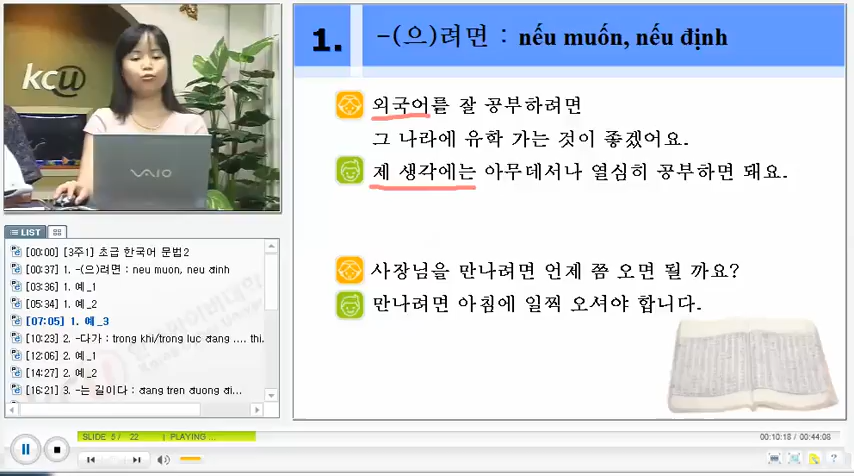 kcu
VAIO
1. -(으)려면 : nếu muốn, nếu định
외국어를 잘 공부하려면
그 나라에 유학 가는 것이 좋겠어요.
제 생각에는 아무데서나 열심히 공부하면 돼요.
사장님을 만나려면 언제 쯤 오면 될 까요?
만나려면 아침에 일찍 오셔야 합니다.
LIST
[00:00] [3주1] 초급 한국어 문법2
[00:37] 1. -(으)려면 : neu muon, neu dinh
[03:36] 1. 예_1
[05:34] 1. 예_2
[07:05] 1. 예_3
[10:23] 2. -다가 : trong khi/trong luc dang .... thi...
[12:06] 2. 예_1
[14:27] 2. 예_2
[16:21] 3. -는 길이다 : dang tren duong di...
SLIDE 5 / 22 PLAYING ...
00:10:18 / 00:44:08